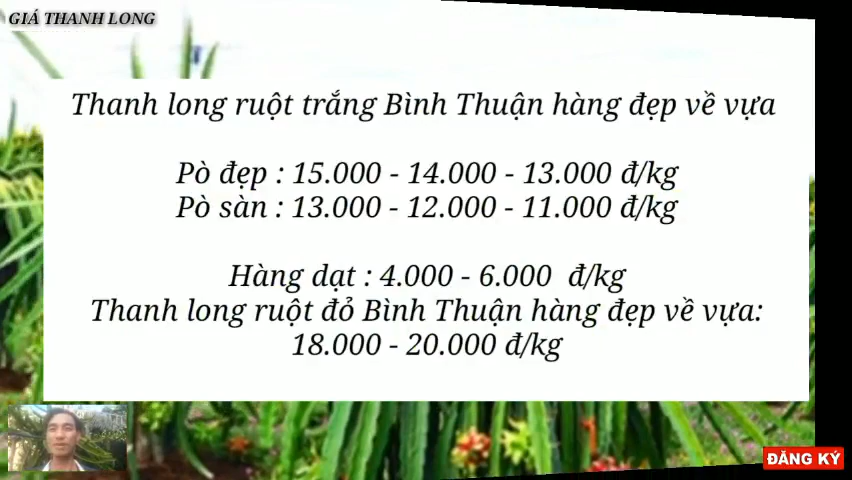 GIÁ THANH LONG
Thanh long ruột trắng Bình Thuận hàng đẹp về vựa
Pò đẹp : 15.000 - 14.000 - 13.000 đ/kg
Pò sàn : 13.000 - 12.000 - 11.000 đ/kg
Hàng dạt : 4.000 - 6.000 đ/kg
Thanh long ruột đỏ Bình Thuận hàng đẹp về vựa:
18.000 - 20.000 đ/kg
ĐĂNG KÝ